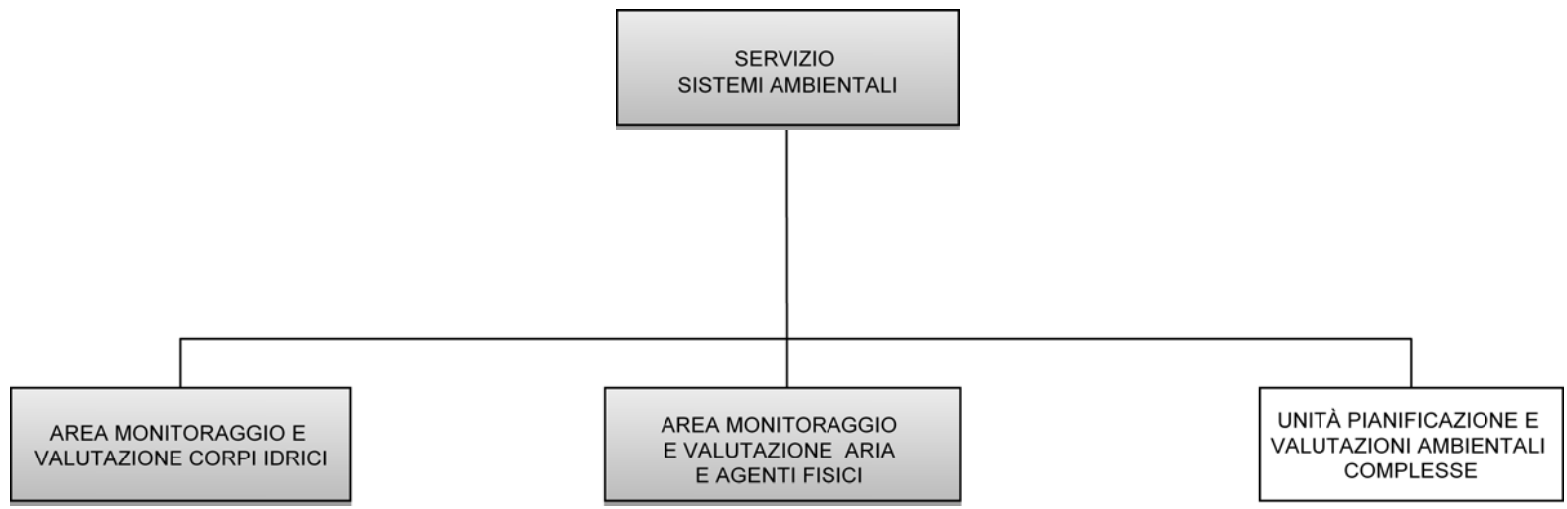 SERVIZIO
SISTEMI AMBIENTALI
AREA MONITORAGGIO E
VALUTAZIONE CORPI IDRICI
AREA MONITORAGGIO
E VALUTAZIONE ARIA
E AGENTI FISICI
UNITÀ PIANIFICAZIONE E
VALUTAZIONI AMBIENTALI
COMPLESSE